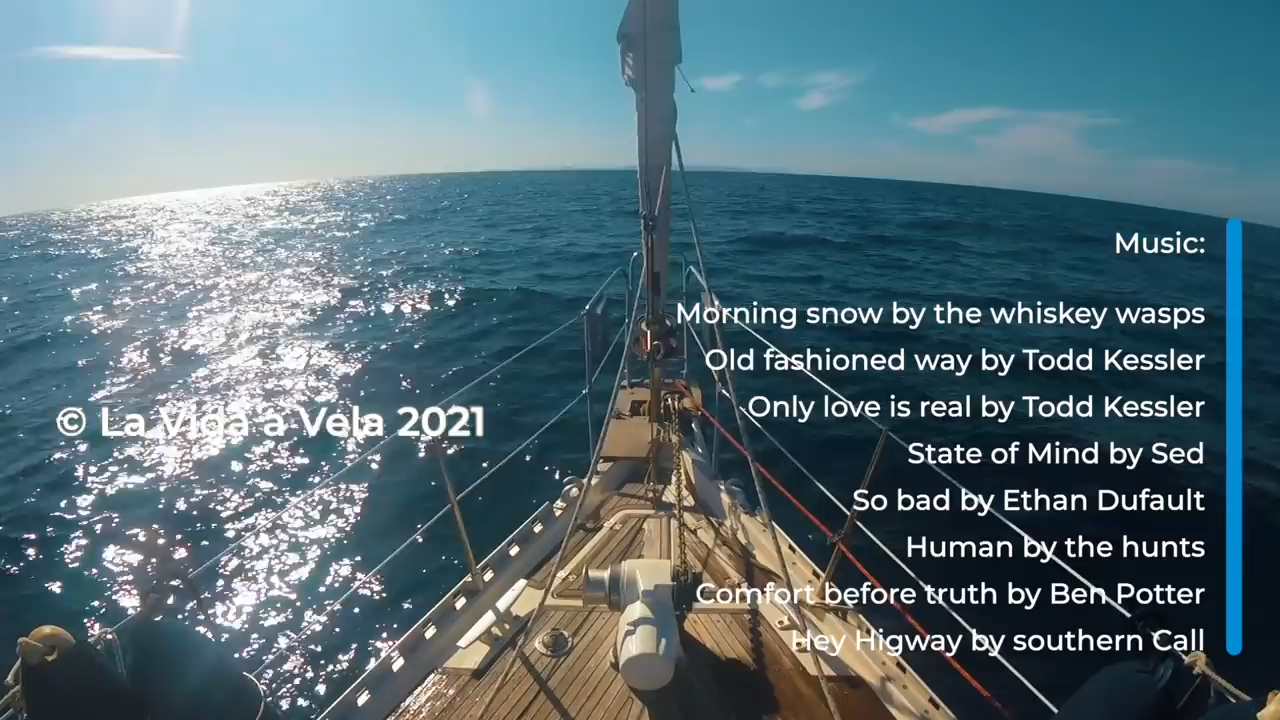 Music:
Morning snow by the whiskey wasps
Old fashioned way by Todd Kessler
Only love is real by Todd Kessler
© La Vida a Vela 2021
State of Mind by Sed
So bad by Ethan Dufault
Human by the hunts
Comfort before truth by Ben Potter
Hey Higway by southern Call